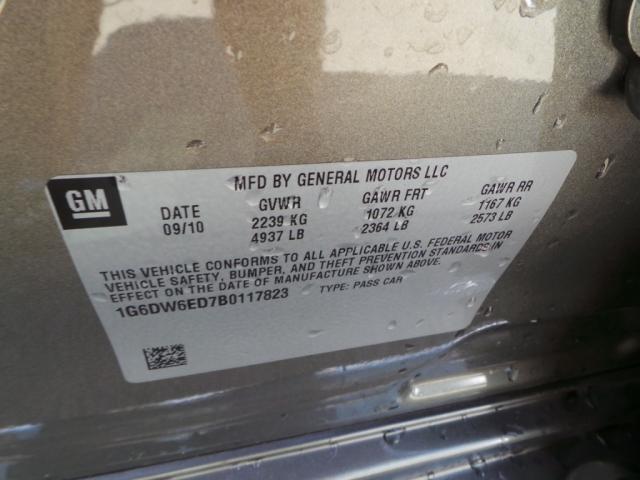 GM
MFD BY GENERAL MOTORS LLC
DATE GVWR GAWR FRT GAWR RR
09/10 2239 KG 1072 KG 1167 KG
4937 LB 2364 LB 2573 LB
THIS VEHICLE CONFORMS TO ALL APPLICABLE U.S. FEDERAL MOTOR
VEHICLE SAFETY, BUMPER, AND THEFT PREVENTION STANDARDS IN
EFFECT ON THE DATE OF MANUFACTURE SHOWN ABOVE.
1G6DW6ED7B0117823 TYPE: PASS CAR